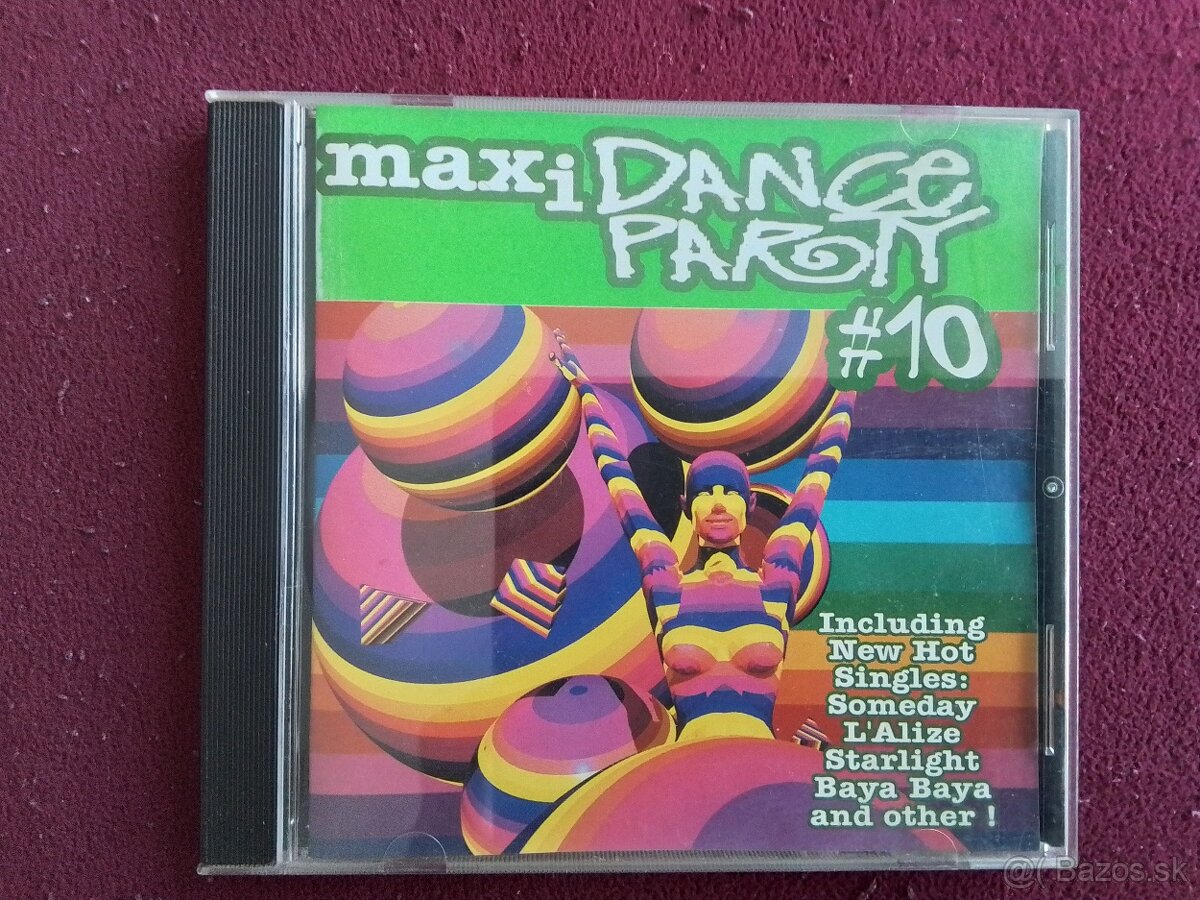 maxi DANCE
PARTY
#10
Including
New Hot
Singles:
Someday
L'Alize
Starlight
Baya Baya
and other !
@( Bazos.sk